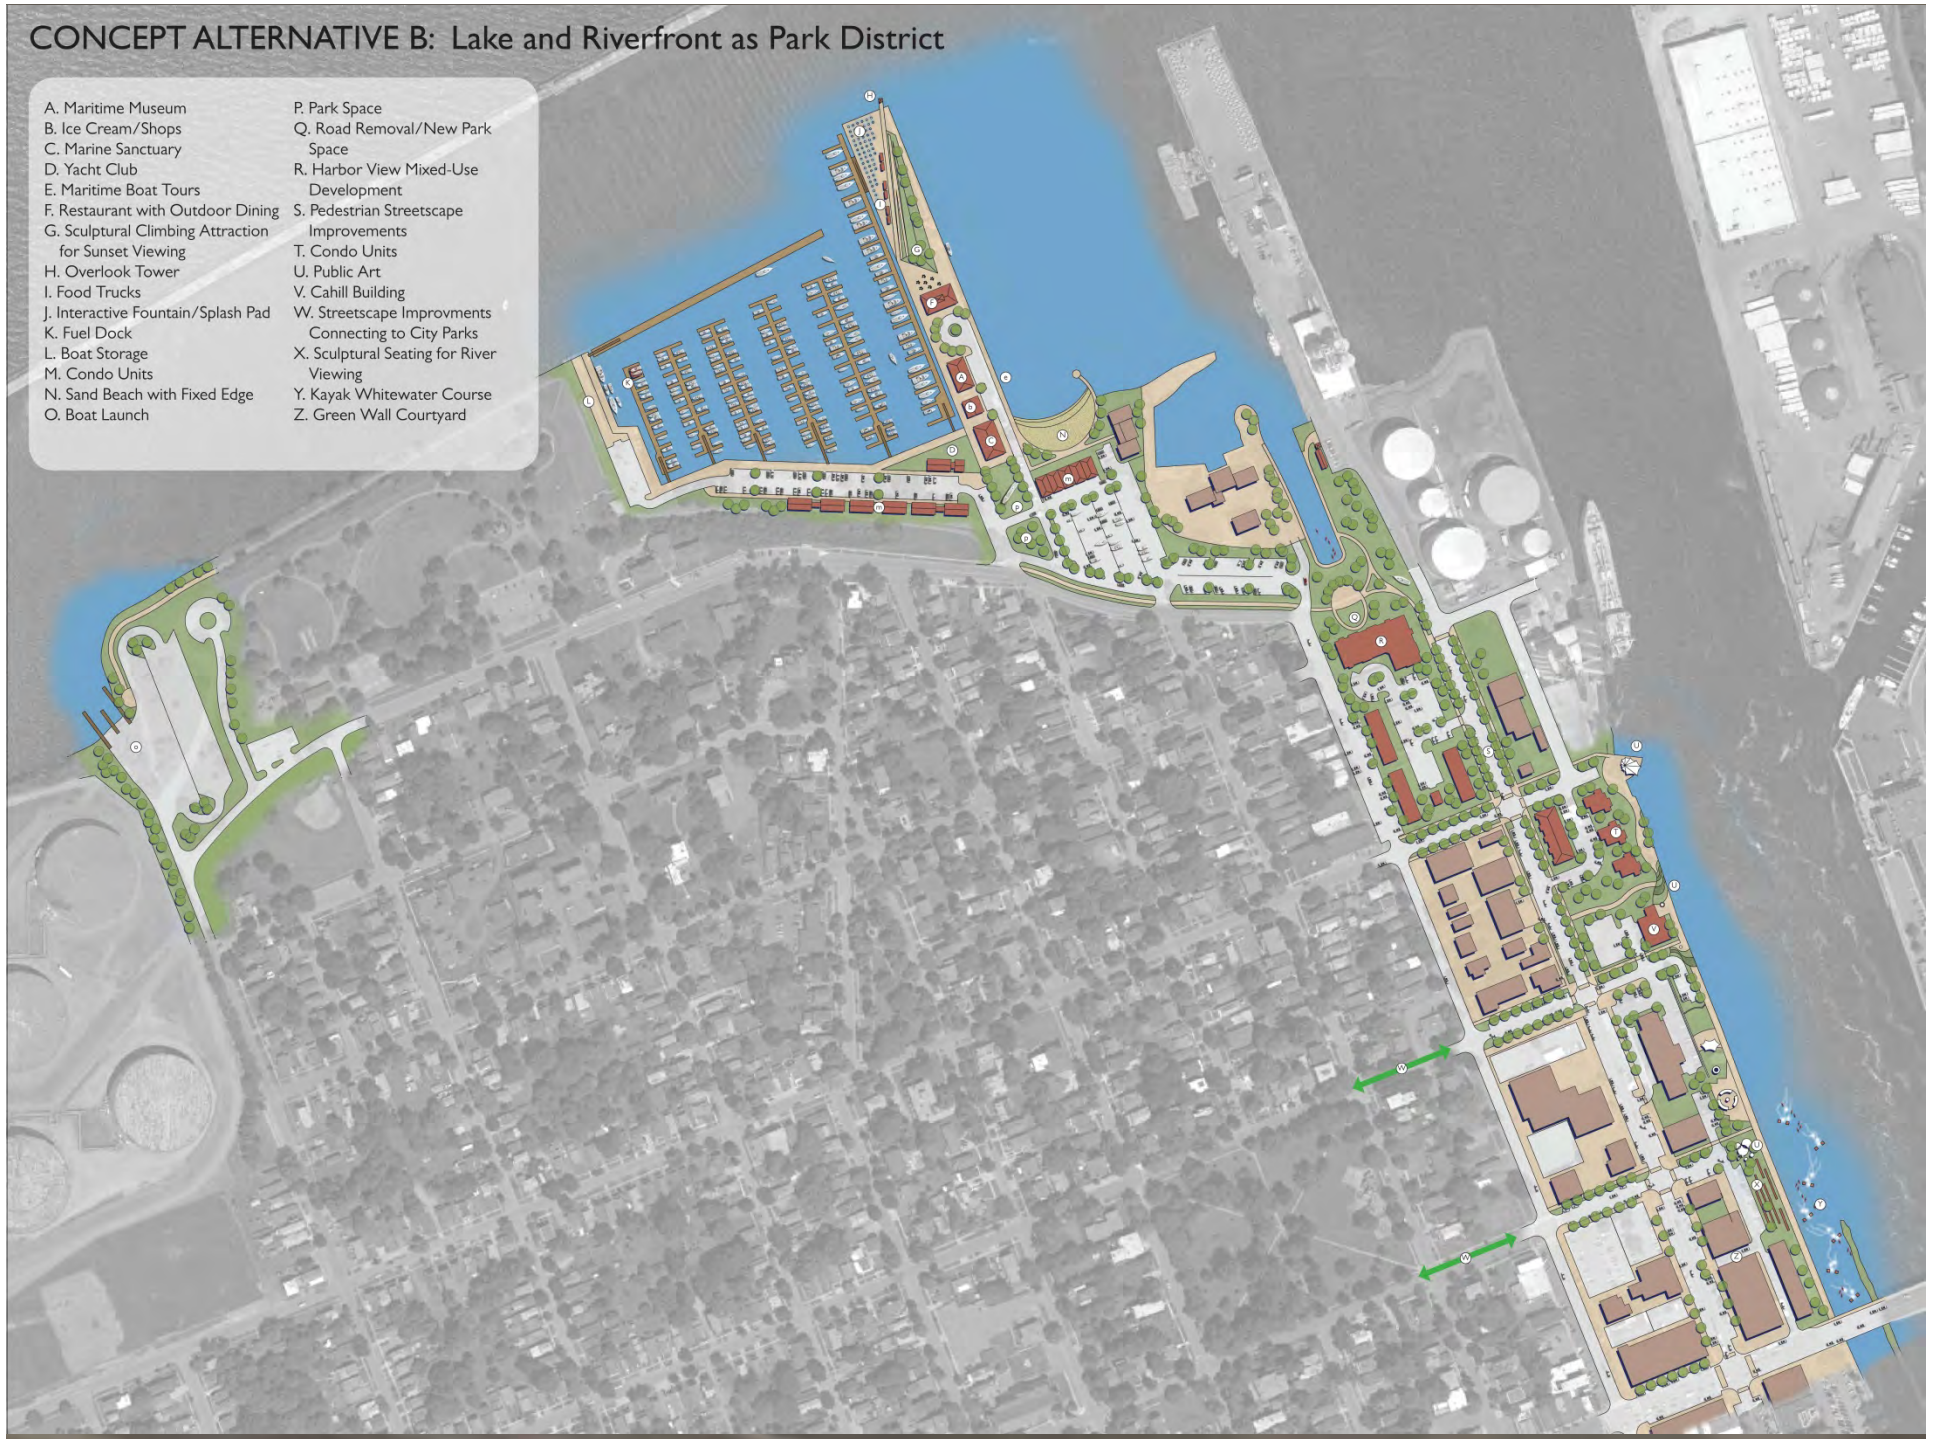 CONCEPT ALTERNATIVE B: Lake and Riverfront as Park District
A. Maritime Museum
B. Ice Cream/Shops
C. Marine Sanctuary
D. Yacht Club
E. Maritime Boat Tours
F. Restaurant with Outdoor Dining
G. Sculptural Climbing Attraction
for Sunset Viewing
H. Overlook Tower
I. Food Trucks
J. Interactive Fountain/Splash Pad
K. Fuel Dock
L. Boat Storage
M. Condo Units
N. Sand Beach with Fixed Edge
O. Boat Launch
P. Park Space
Q. Road Removal/New Park
Space
R. Harbor View Mixed-Use
Development
S. Pedestrian Streetscape
Improvements
T. Condo Units
U. Public Art
V. Cahill Building
W. Streetscape Improvments
Connecting to City Parks
X. Sculptural Seating for River
Viewing
Y. Kayak Whitewater Course
Z. Green Wall Courtyard
H
J
I
G
F
K
L
A
e
b
N
C
D
m
m
p
p
Q
R
o
S
U
T
U
V
W
U
X
Y
W
Z